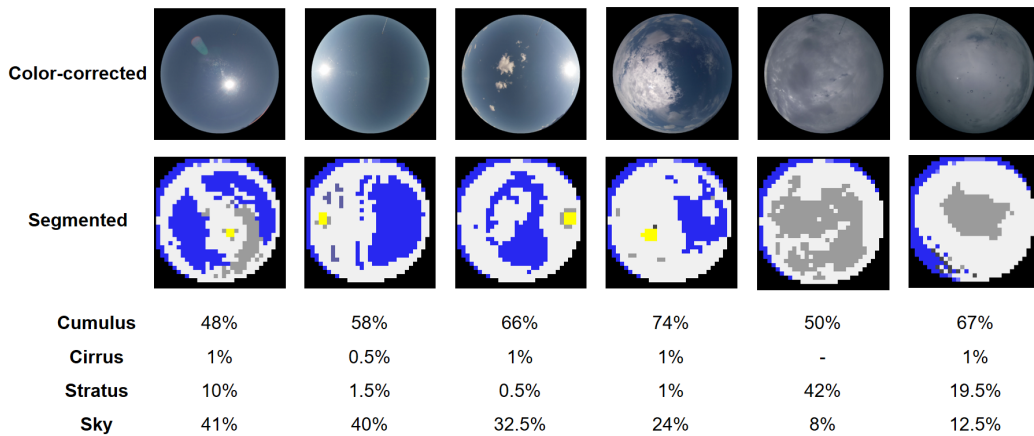 Color-corrected
Segmented
Cumulus 48% 58% 66% 74% 50% 67%
Cirrus 1% 0.5% 1% 1% - 1%
Stratus 10% 1.5% 0.5% 1% 42% 19.5%
Sky 41% 40% 32.5% 24% 8% 12.5%